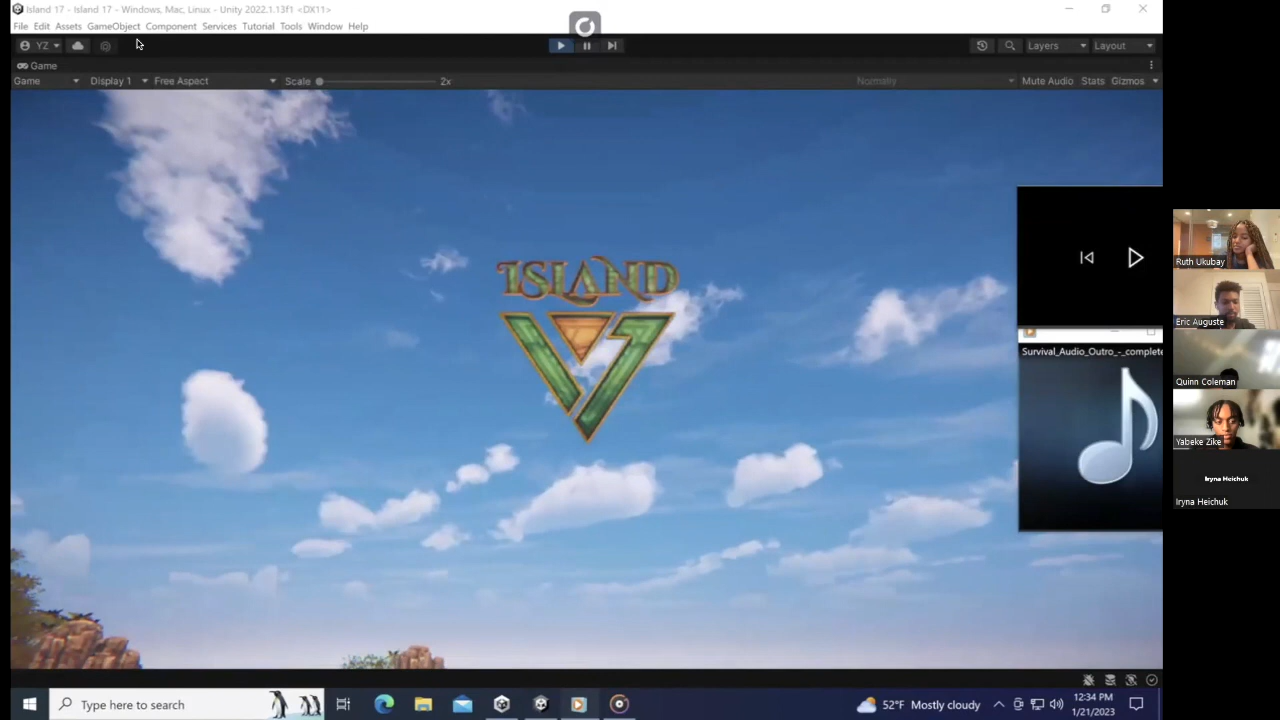 Island 17 - Island 17 - Windows, Mac, Linux - Unity 2022.1.13f1 <DX11>
File Edit Assets GameObject Component Services Tutorial Tools Window Help
YZ Layers Layout
Game
Game Display 1 Free Aspect Scale 2x Normally Mute Audio Stats Gizmos
ISLAND
17
Survival_Audio_Outro_-_complete
Ruth Ukubay
Eric Auguste
Quinn Coleman
Yabeke Zike
Iryna Heichuk
Iryna Heichuk
Type here to search
52°F Mostly cloudy
12:34 PM
1/21/2023